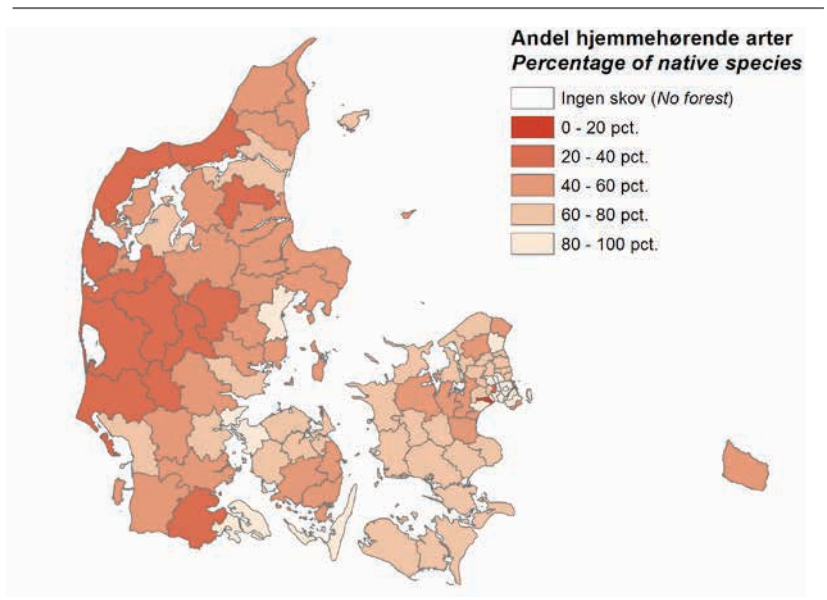 Andel hjemmehørende arter
Percentage of native species
Ingen skov (No forest)
0 - 20 pct.
20 - 40 pct.
40 - 60 pct.
60 - 80 pct.
80 - 100 pct.